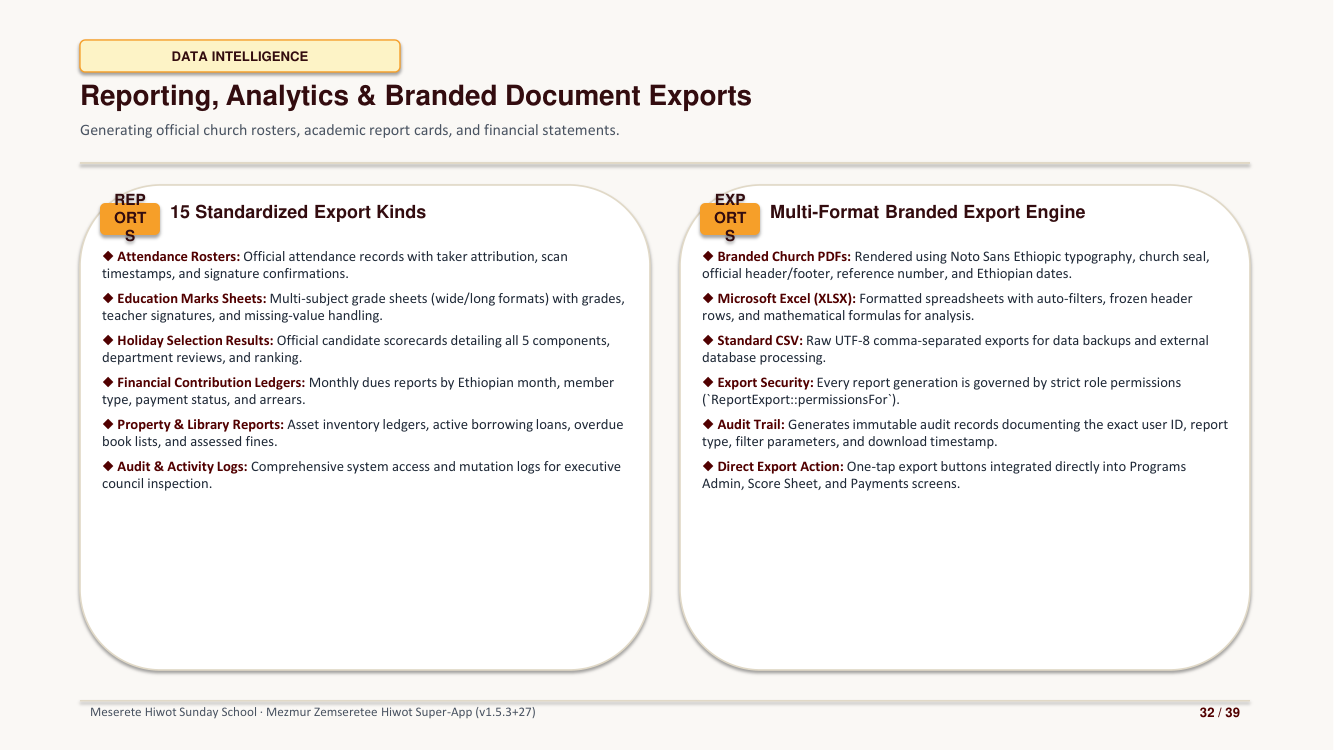 DATA INTELLIGENCE
Reporting, Analytics & Branded Document Exports
Generating official church rosters, academic report cards, and financial statements.
REP
ORT
S
15 Standardized Export Kinds
◆ Attendance Rosters: Official attendance records with taker attribution, scan
timestamps, and signature confirmations.
◆ Education Marks Sheets: Multi-subject grade sheets (wide/long formats) with grades,
teacher signatures, and missing-value handling.
◆ Holiday Selection Results: Official candidate scorecards detailing all 5 components,
department reviews, and ranking.
◆ Financial Contribution Ledgers: Monthly dues reports by Ethiopian month, member
type, payment status, and arrears.
◆ Property & Library Reports: Asset inventory ledgers, active borrowing loans, overdue
book lists, and assessed fines.
◆ Audit & Activity Logs: Comprehensive system access and mutation logs for executive
council inspection.
EXP
ORT
S
Multi-Format Branded Export Engine
◆ Branded Church PDFs: Rendered using Noto Sans Ethiopic typography, church seal,
official header/footer, reference number, and Ethiopian dates.
◆ Microsoft Excel (XLSX): Formatted spreadsheets with auto-filters, frozen header
rows, and mathematical formulas for analysis.
◆ Standard CSV: Raw UTF-8 comma-separated exports for data backups and external
database processing.
◆ Export Security: Every report generation is governed by strict role permissions
(`ReportExport::permissionsFor`).
◆ Audit Trail: Generates immutable audit records documenting the exact user ID, report
type, filter parameters, and download timestamp.
◆ Direct Export Action: One-tap export buttons integrated directly into Programs
Admin, Score Sheet, and Payments screens.
Meserete Hiwot Sunday School · Mezmur Zemseretee Hiwot Super-App (v1.5.3+27)
32 / 39